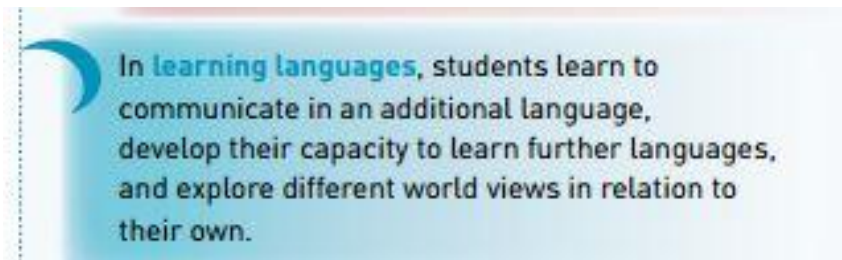 In learning languages, students learn to
communicate in an additional language,
develop their capacity to learn further languages,
and explore different world views in relation to
their own.